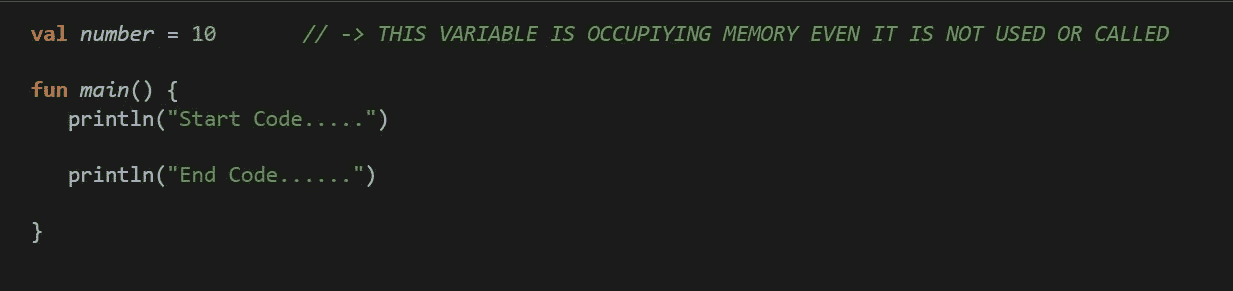 val number = 10 // -> THIS VARIABLE IS OCCUPIYING MEMORY EVEN IT IS NOT USED OR CALLED
fun main() {
println("Start Code.....")
println("End Code......")
}